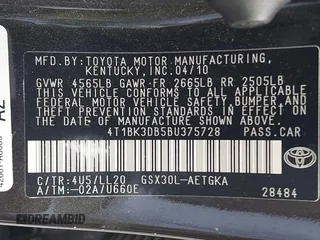 MFD. BY: TOYOTA MOTOR MANUFACTURING,
KENTUCKY, INC. 04/10
GVWR 4565LB GAWR-FR 2665LB RR 2505LB
THIS VEHICLE CONFORMS TO ALL APPLICABLE
FEDERAL MOTOR VEHICLE SAFETY, BUMPER,
AND THEFT PREVENTION STANDARDS IN
EFFECT ON THE DATE OF MANUFACTURE
SHOWN ABOVE.
4T1BK3DB5BU375728 PASS.CAR
C/TR:4U5/LL20 GSX30L-AETGKA
A/TM:-02A/U660E
28484
TOYOTA
DREAMBID